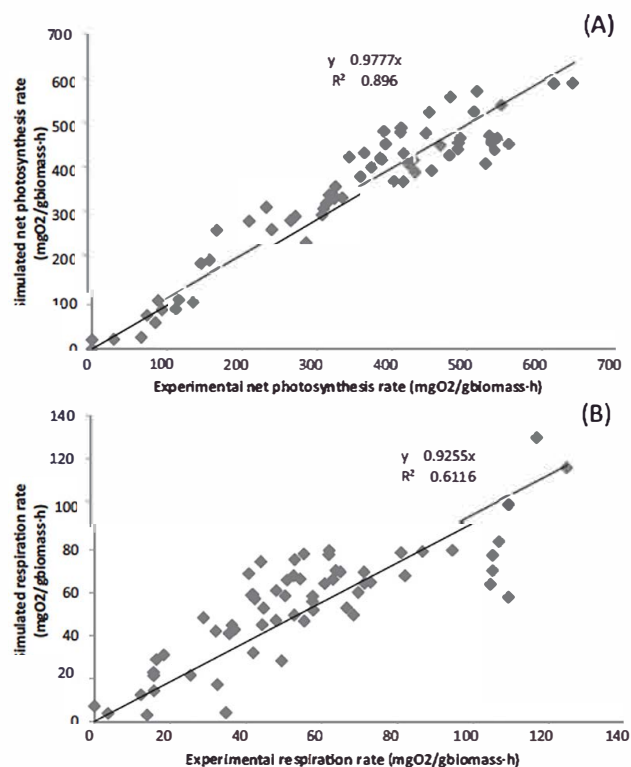 (A)
700
600
500
400
300
200
100
0
y 0.9777x
R² 0.896
:imulated net photosynthesis rate
(mgO2/gbiomass·h)
0 100 200 300 400 500 600 700
Experimental net photosynthesis rate (mgO2/gbiomass·h)
(B)
140
120
100
80
60
40
20
0
y 0.9255x
R² 0.6116
:imulated respiration rate
(mgO2/gbiomass·h)
0 20 40 60 80 100 120 140
Experimental respiration rate (mgO2/gbiomass·h)